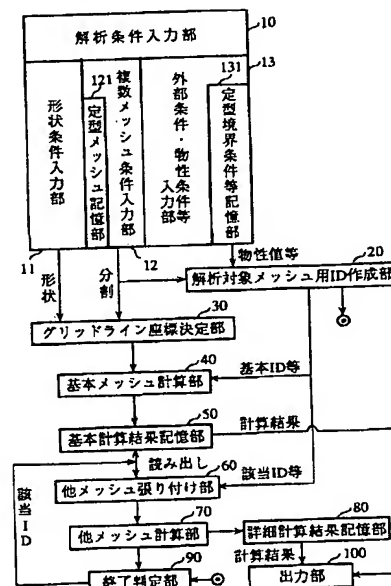 解析条件入力部
10
13
形状条件入力部
121
定型メッシュ記憶部
複数メッシュ条件入力部
外部条件・物性条件等入力部
131
定型境界条件等記憶部
11
12
形状
分割
物性値等
20
解析対象メッシュ用ID作成部
30
グリッドライン座標決定部
40
基本メッシュ計算部
基本ID等
50
基本計算結果記憶部
計算結果
読み出し
60
該当ID等
他メッシュ張り付け部
70
他メッシュ計算部
80
詳細計算結果記憶部
該当ID
計算結果
90
終了判定部
100
出力部